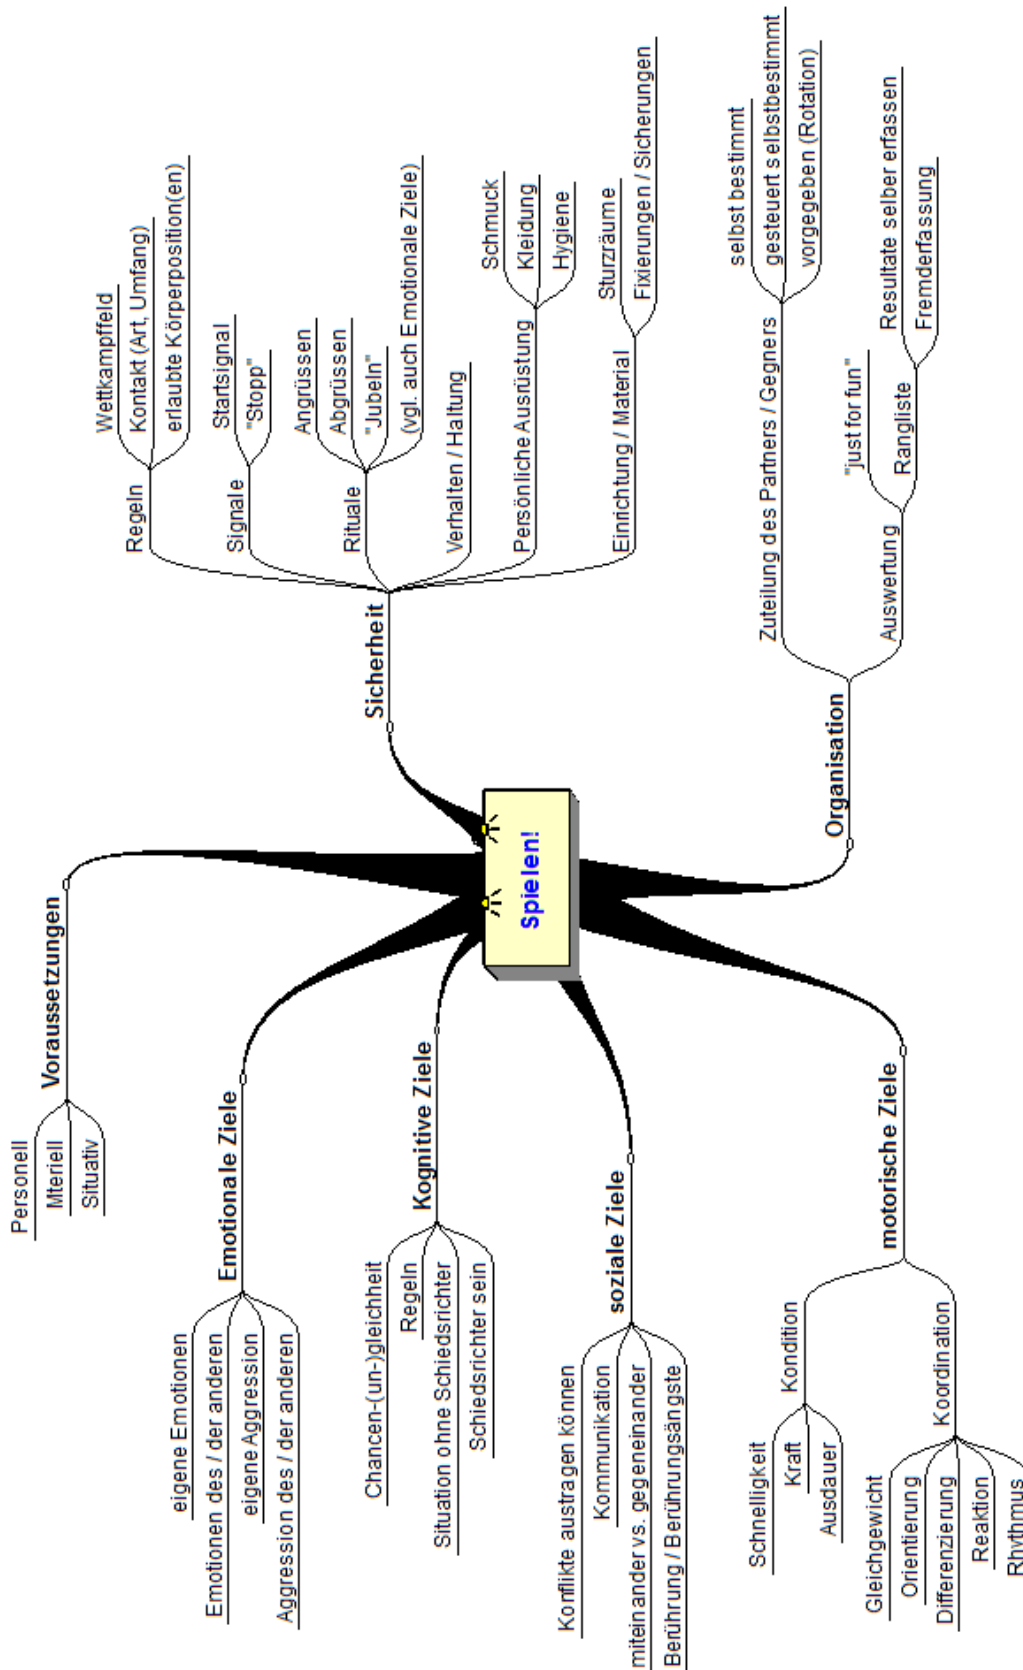 Spielen!
Voraussetzungen
Personell
Mteriell
Situativ
Emotionale Ziele
eigene Emotionen
Emotionen des / der anderen
eigene Aggression
Aggression des / der anderen
Kognitive Ziele
Chancen-(un-)gleichheit
Regeln
Situation ohne Schiedsrichter
Schiedsrichter sein
soziale Ziele
Konflikte austragen können
Kommunikation
miteinander vs. gegeneinander
Berührung / Berührungsängste
motorische Ziele
Kondition
Schnelligkeit
Kraft
Ausdauer
Koordination
Gleichgewicht
Orientierung
Differenzierung
Reaktion
Rhythmus
Sicherheit
Regeln
Wettkampffeld
Kontakt (Art, Umfang)
erlaubte Körperposition(en)
Signale
Startsignal
"Stopp"
Rituale
Angrüssen
Abgrüssen
"Jubeln"
(vgl. auch Emotionale Ziele)
Verhalten / Haltung
Persönliche Ausrüstung
Schmuck
Kleidung
Hygiene
Einrichtung / Material
Sturzräume
Fixierungen / Sicherungen
Organisation
Zuteilung des Partners / Gegners
selbst bestimmt
gesteuert selbstbestimmt
vorgegeben (Rotation)
Auswertung
"just for fun"
Rangliste
Resultate selber erfassen
Fremderfassung